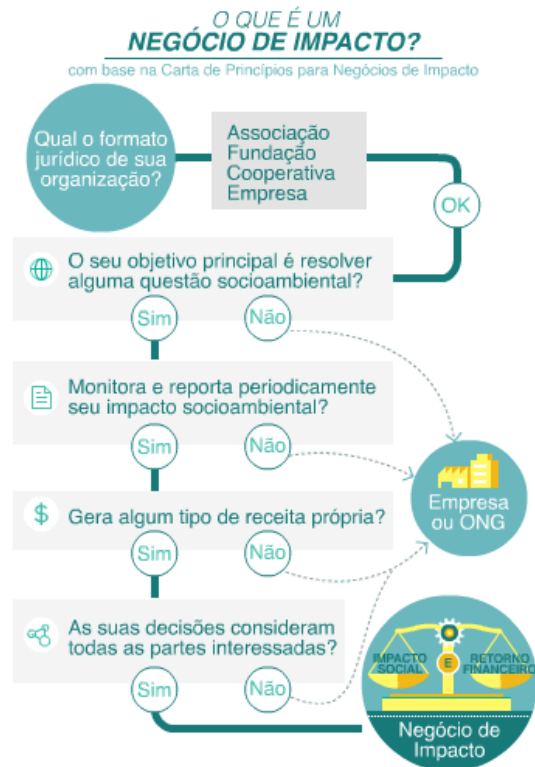 O QUE É UM
NEGÓCIO DE IMPACTO?
com base na Carta de Princípios para Negócios de Impacto
Qual o formato
jurídico de sua
organização?
Associação
Fundação
Cooperativa
Empresa
OK
O seu objetivo principal é resolver
alguma questão socioambiental?
Sim
Não
Monitora e reporta periodicamente
seu impacto socioambiental?
Sim
Não
Empresa
ou ONG
$
Gera algum tipo de receita própria?
Sim
Não
As suas decisões consideram
todas as partes interessadas?
Sim
Não
IMPACTO
SOCIAL
E
RETORNO
FINANCEIRO
Negócio de
Impacto